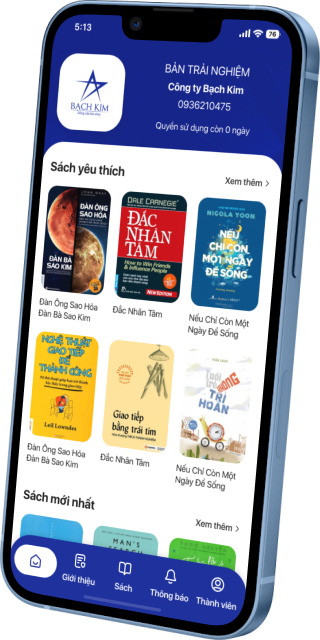 5:13
76
BẢN TRẢI NGHIỆM
Công ty Bạch Kim
0936210475
Quyền sử dụng còn 0 ngày
BẠCH KIM
Sách yêu thích
Xem thêm >
ĐÀN ÔNG
SAO HỎA
ĐÀN BÀ
SAO KIM
DALE CARNEGIE
ĐẮC
NHÂN
TÂM
How to Win Friends
& Influence People
NEW EDITION
NICOLA YOON
NẾU
CHỈ CÒN
MỘT NGÀY
ĐỂ SỐNG
Đàn Ông Sao Hỏa
Đàn Bà Sao Kim
Đắc Nhân Tâm
Nếu Chỉ Còn Một
Ngày Để Sống
NGHỆ THUẬT
GIAO TIẾP
ĐỂ
THÀNH CÔNG
Leil Lowndes
Giao tiếp
bằng trái tim
Tuổi trẻ
không
TRÌ
HOÃN
Đàn Ông Sao Hỏa
Đàn Bà Sao Kim
Đắc Nhân Tâm
Nếu Chỉ Còn Một
Ngày Để Sống
Sách mới nhất
Xem thêm >
MAN'S
Giới thiệu
Sách
Thông báo
Thành viên